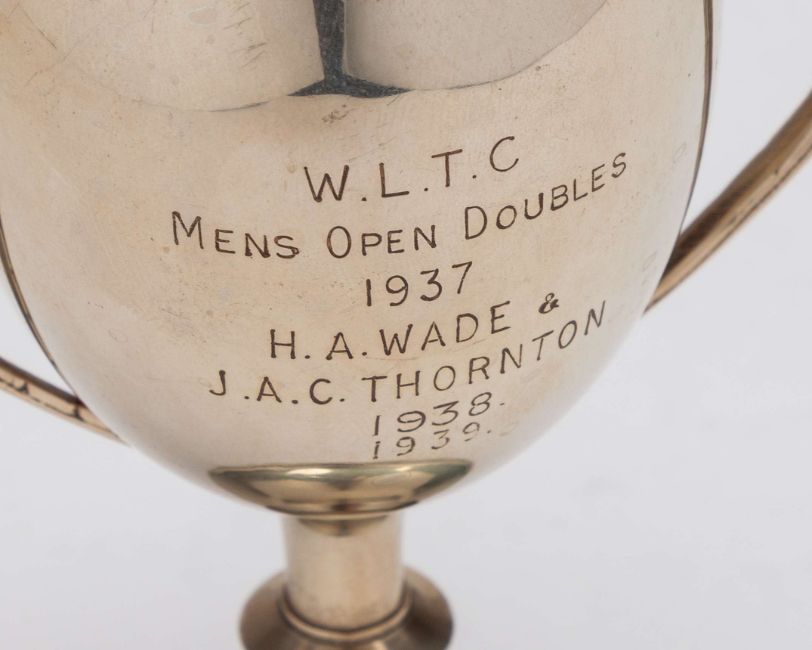 W.L.T.C
MENS OPEN DOUBLES
1937
H.A.WADE &
J.A.C. THORNTON
1938.
1939.